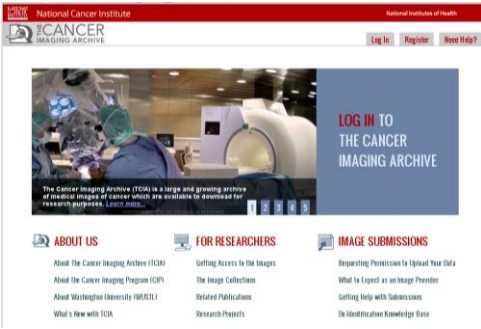 National Cancer Institute
National Institutes of Health
THE CANCER
IMAGING ARCHIVE
Log In
Register
Need Help?
LOG IN TO
THE CANCER
IMAGING ARCHIVE
The Cancer Imaging Archive (TCIA) is a large and growing archive
of medical images of cancer which are available to download for
research purposes. Learn more...
1 2 3 4 5
ABOUT US
About The Cancer Imaging Archive (TCIA)
About the Cancer Imaging Program (CIP)
About Washington University (WUSTL)
What's New with TCIA
FOR RESEARCHERS
Getting Access to the Images
The Image Collections
Related Publications
Research Projects
IMAGE SUBMISSIONS
Requesting Permission to Upload Your Data
What to Expect as an Image Provider
Getting Help with Submissions
De-Identification Knowledge Base